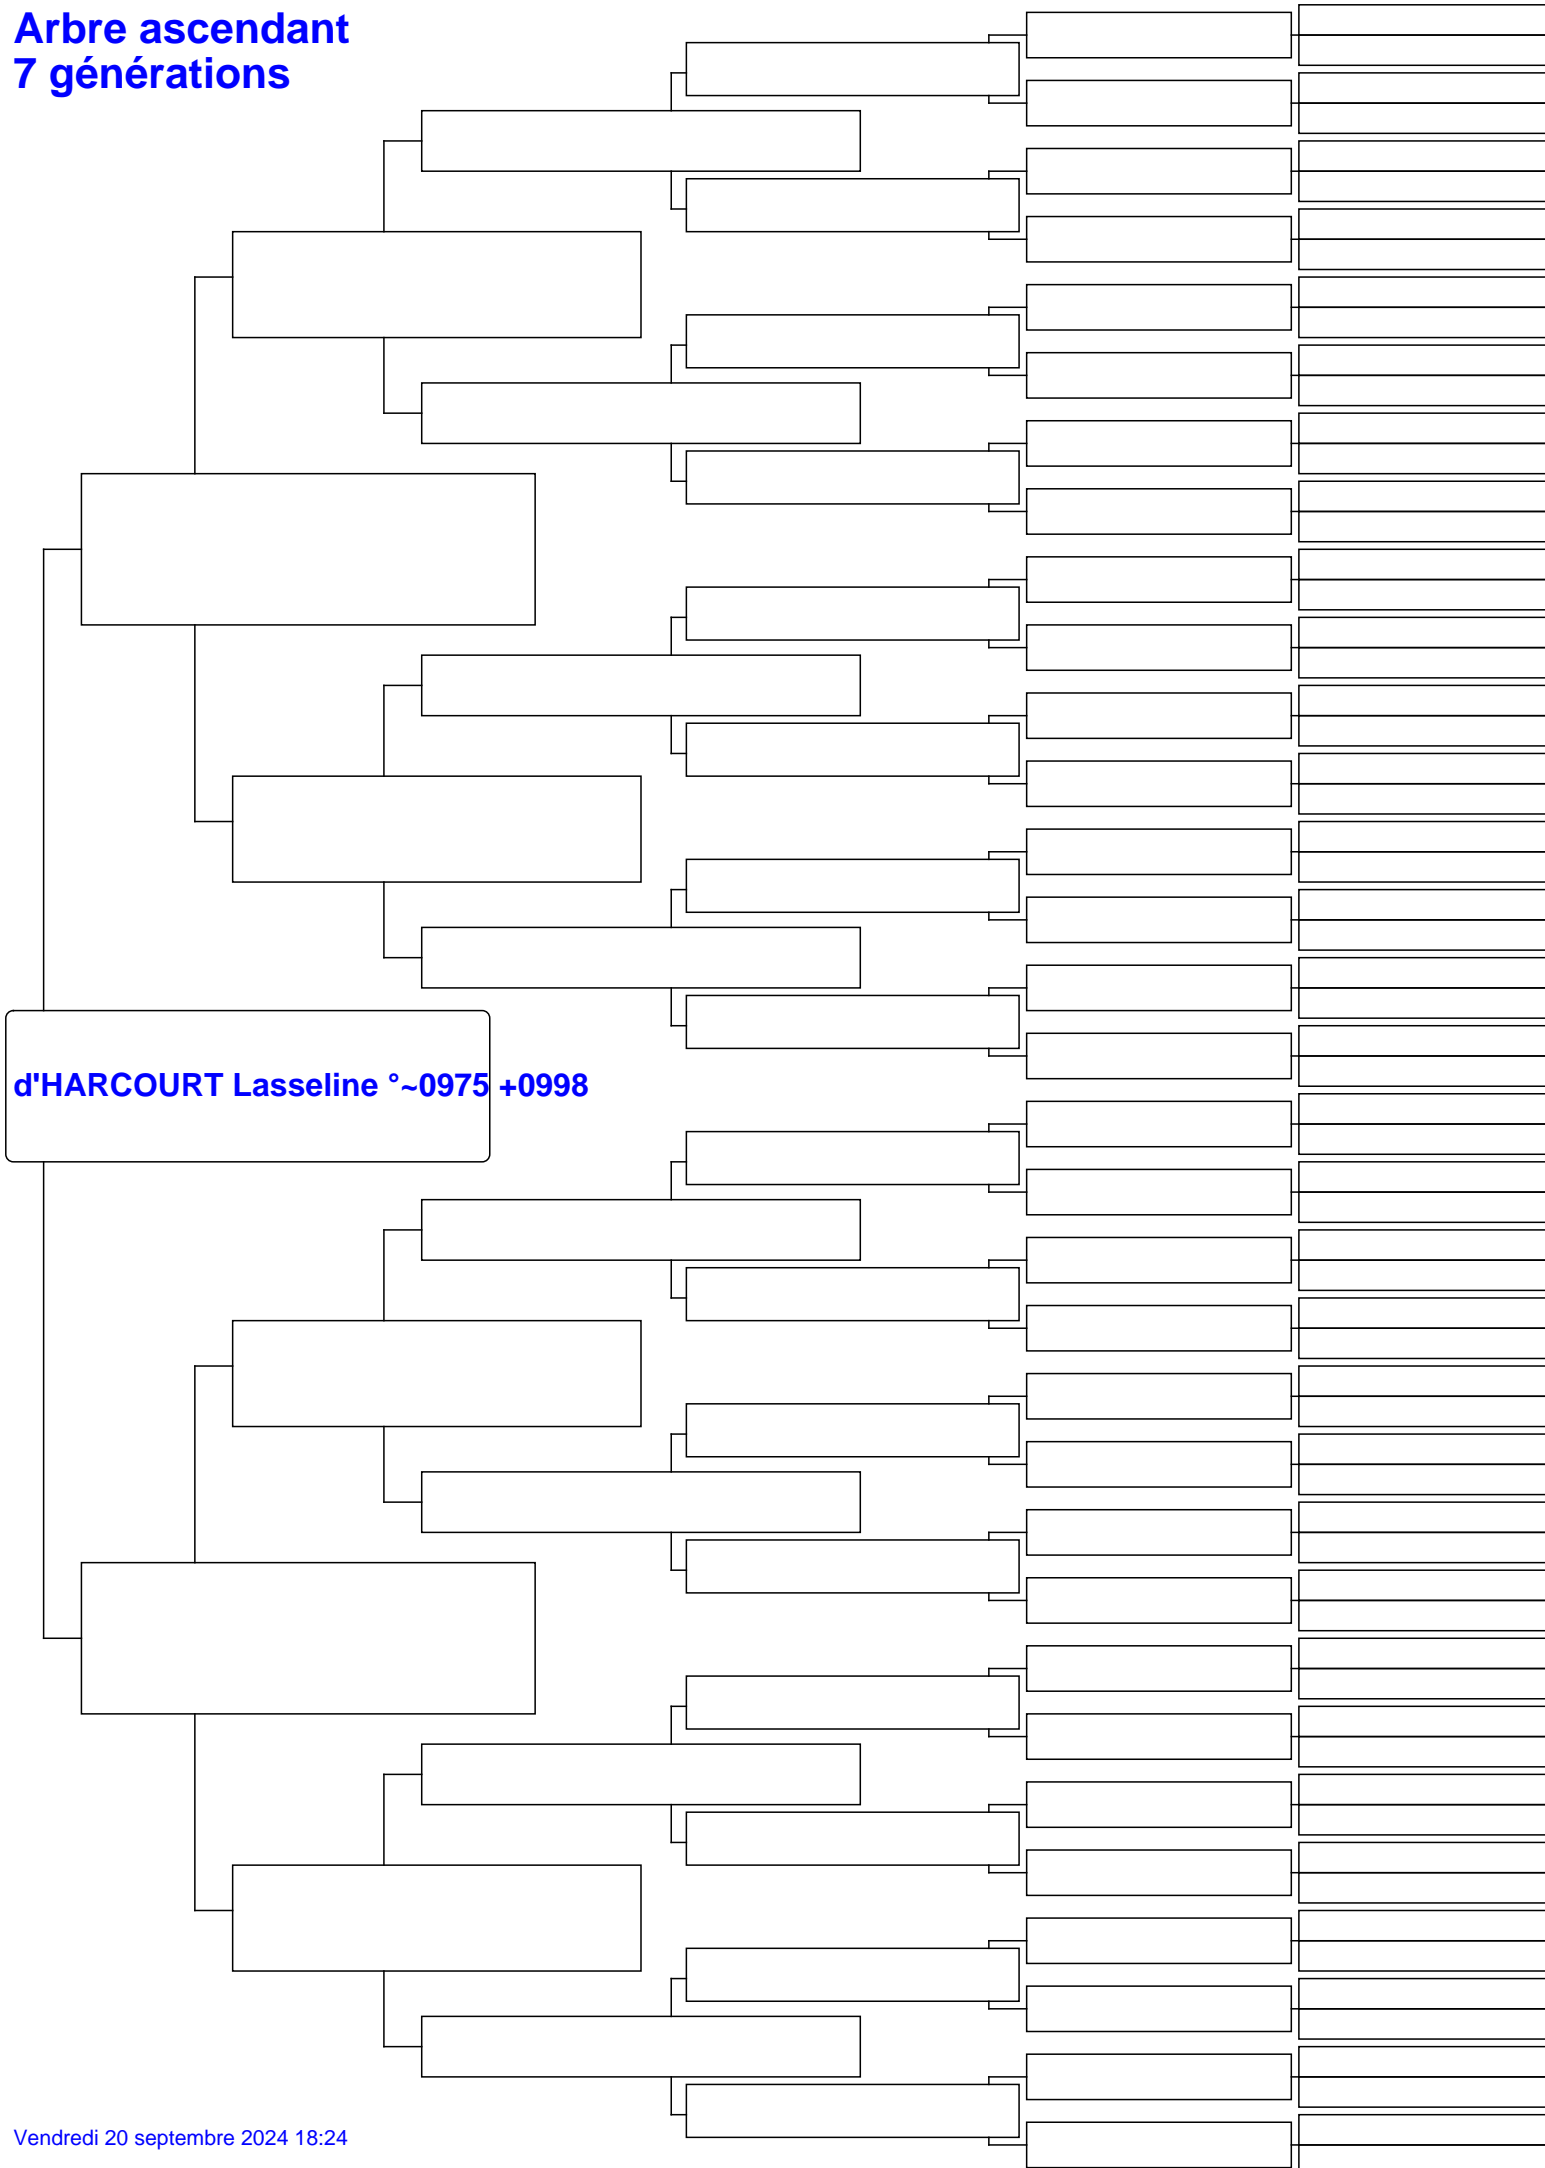 Arbre ascendant
7 générations
d'HARCOURT Lasseline °~0975 +0998
Vendredi 20 septembre 2024 18:24